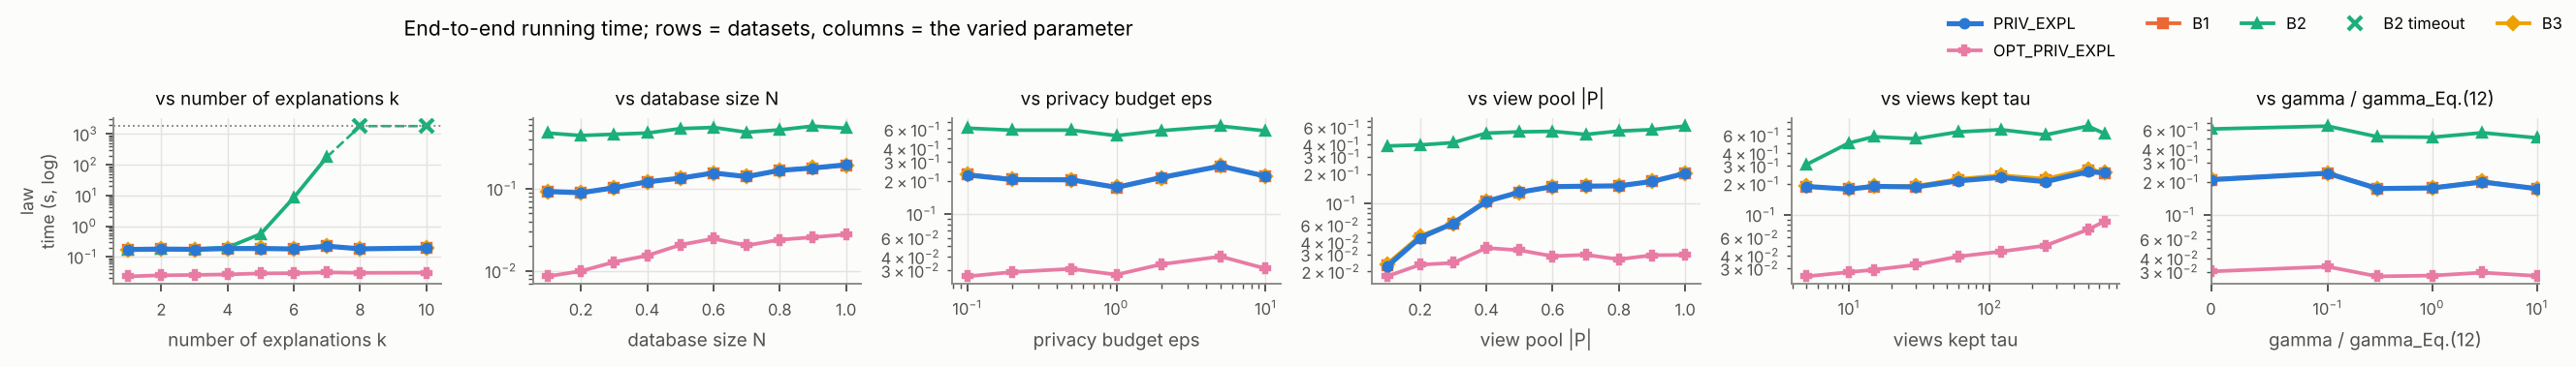 End-to-end running time; rows = datasets, columns = the varied parameter
PRIV_EXPL
B1
B2
B2 timeout
B3
OPT_PRIV_EXPL
vs number of explanations k
law
time (s, log)
10³
10²
10¹
10⁰
10⁻¹
2 4 6 8 10
number of explanations k
vs database size N
10⁻¹
10⁻²
0.2 0.4 0.6 0.8 1.0
database size N
vs privacy budget eps
6 × 10⁻¹
4 × 10⁻¹
3 × 10⁻¹
2 × 10⁻¹
10⁻¹
6 × 10⁻²
4 × 10⁻²
3 × 10⁻²
10⁻¹ 10⁰ 10¹
privacy budget eps
vs view pool |P|
6 × 10⁻¹
4 × 10⁻¹
3 × 10⁻¹
2 × 10⁻¹
10⁻¹
6 × 10⁻²
4 × 10⁻²
3 × 10⁻²
2 × 10⁻²
0.2 0.4 0.6 0.8 1.0
view pool |P|
vs views kept tau
6 × 10⁻¹
4 × 10⁻¹
3 × 10⁻¹
2 × 10⁻¹
10⁻¹
6 × 10⁻²
4 × 10⁻²
3 × 10⁻²
10¹ 10²
views kept tau
vs gamma / gamma_Eq.(12)
6 × 10⁻¹
4 × 10⁻¹
3 × 10⁻¹
2 × 10⁻¹
10⁻¹
6 × 10⁻²
4 × 10⁻²
3 × 10⁻²
0 10⁻¹ 10⁰ 10¹
gamma / gamma_Eq.(12)